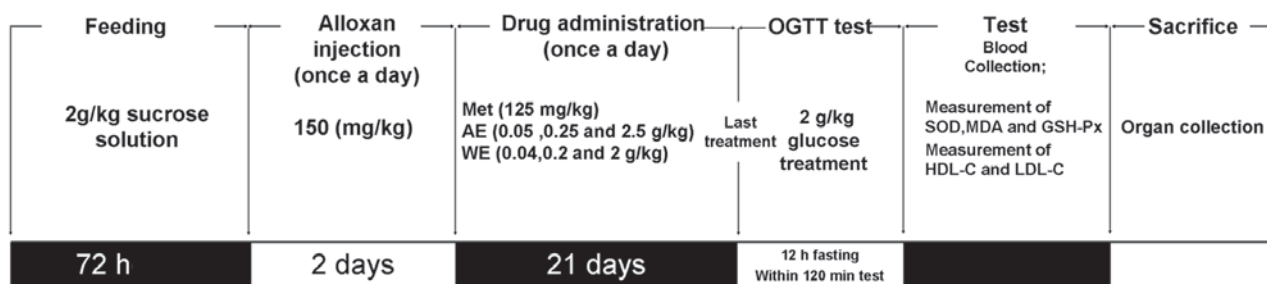 Feeding
2g/kg sucrose
solution
72 h
Alloxan
injection
(once a day)
150 (mg/kg)
2 days
Drug administration
(once a day)
Met (125 mg/kg)
AE (0.05 ,0.25 and 2.5 g/kg)
WE (0.04,0.2 and 2 g/kg)
21 days
Last
treatment
OGTT test
2 g/kg
glucose
treatment
12 h fasting
Within 120 min test
Test
Blood
Collection;
Measurement of
SOD,MDA and GSH-Px
Measurement of
HDL-C and LDL-C
Sacrifice
Organ collection